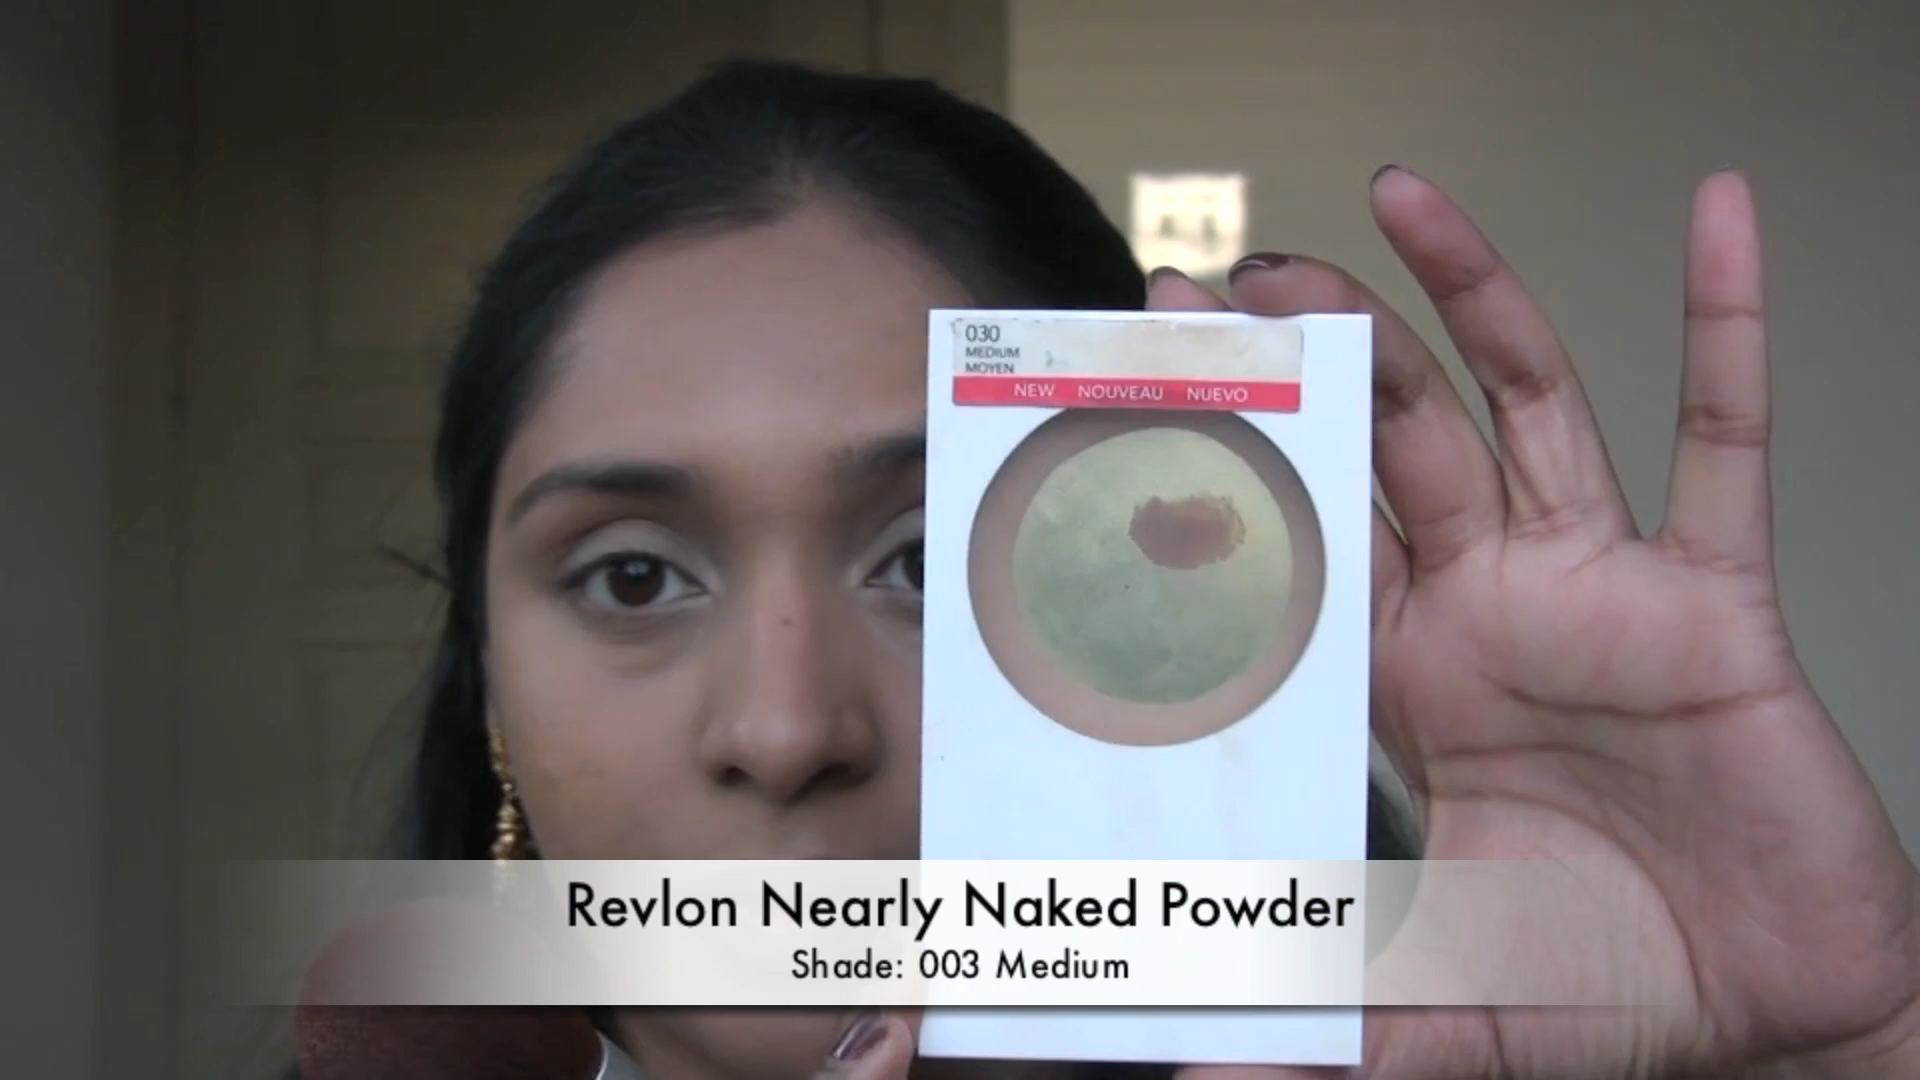 030
MEDIUM
MOYEN
NEW NOUVEAU NUEVO
Revlon Nearly Naked Powder
Shade: 003 Medium